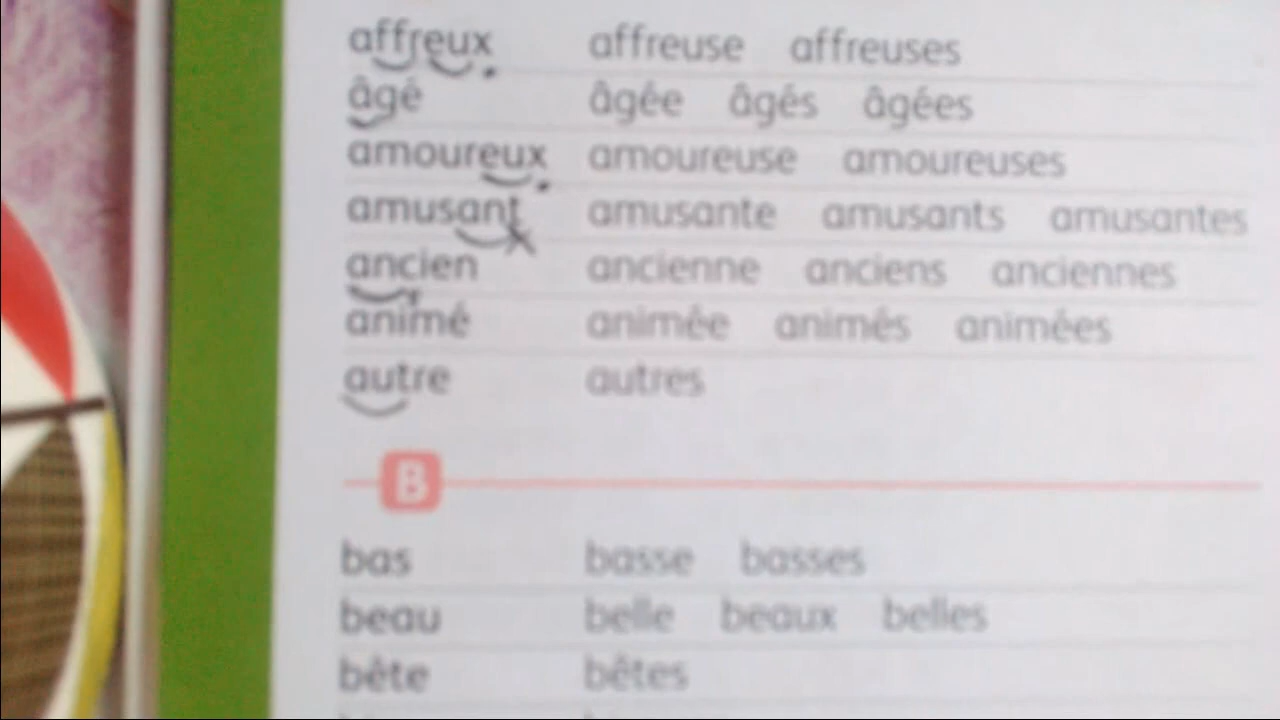 affreux affreuse affreuses
âgé âgée âgés âgées
amoureux amoureuse amoureuses
amusant amusante amusants amusantes
ancien ancienne anciens anciennes
animé animée animés animées
autre autres
B
bas basse basses
beau belle beaux belles
bête bêtes